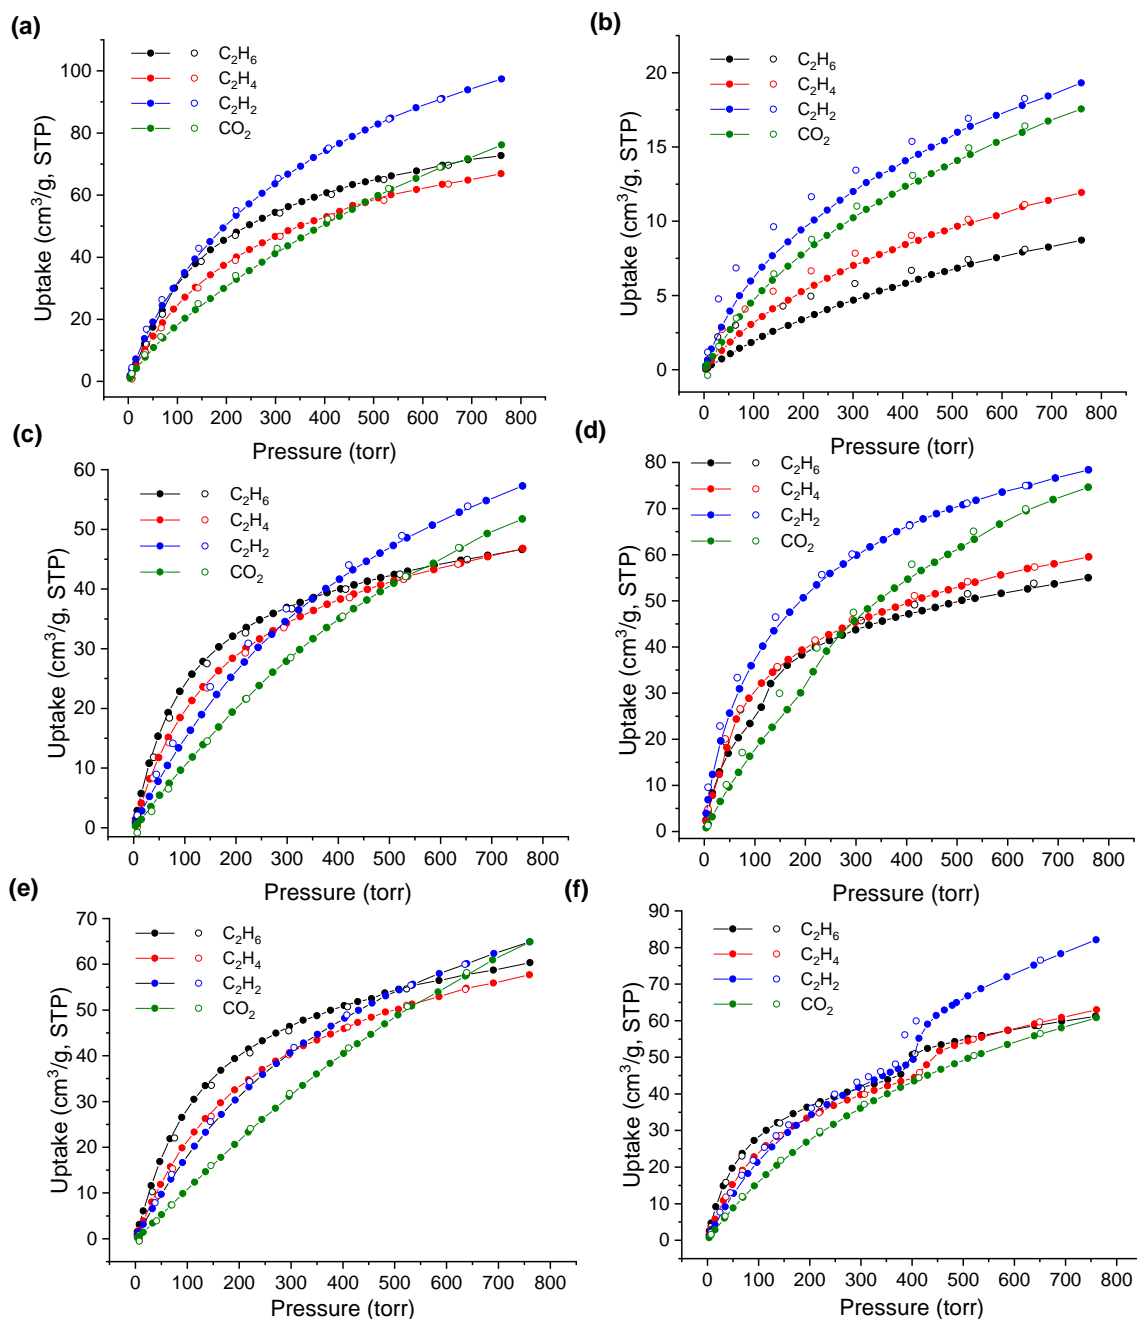 (a)
C₂H₆
C₂H₄
C₂H₂
CO₂
100
80
60
40
20
0
Uptake (cm³/g, STP)
0 100 200 300 400 500 600 700 800
Pressure (torr)
(b)
C₂H₆
C₂H₄
C₂H₂
CO₂
20
15
10
5
0
Uptake (cm³/g, STP)
0 100 200 300 400 500 600 700 800
Pressure (torr)
(c)
C₂H₆
C₂H₄
C₂H₂
CO₂
60
50
40
30
20
10
0
Uptake (cm³/g, STP)
0 100 200 300 400 500 600 700 800
Pressure (torr)
(d)
C₂H₆
C₂H₄
C₂H₂
CO₂
80
70
60
50
40
30
20
10
0
Uptake (cm³/g, STP)
0 100 200 300 400 500 600 700 800
Pressure (torr)
(e)
C₂H₆
C₂H₄
C₂H₂
CO₂
70
60
50
40
30
20
10
0
Uptake (cm³/g, STP)
0 100 200 300 400 500 600 700 800
Pressure (torr)
(f)
C₂H₆
C₂H₄
C₂H₂
CO₂
90
80
70
60
50
40
30
20
10
0
Uptake (cm³/g, STP)
0 100 200 300 400 500 600 700 800
Pressure (torr)